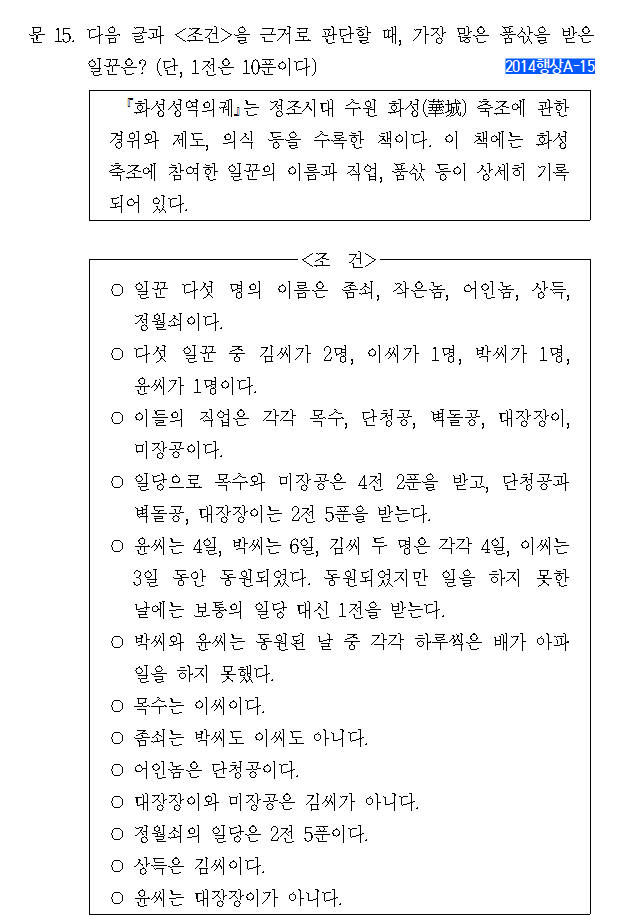 문 15. 다음 글과 <조건>을 근거로 판단할 때, 가장 많은 품삯을 받은
일꾼은? (단, 1전은 10푼이다)
2014행상A-15
『화성성역의궤』는 정조시대 수원 화성(華城) 축조에 관한
경위와 제도, 의식 등을 수록한 책이다. 이 책에는 화성
축조에 참여한 일꾼의 이름과 직업, 품삯 등이 상세히 기록
되어 있다.
<조 건>
○ 일꾼 다섯 명의 이름은 좀쇠, 작은놈, 어인놈, 상득,
정월쇠이다.
○ 다섯 일꾼 중 김씨가 2명, 이씨가 1명, 박씨가 1명,
윤씨가 1명이다.
○ 이들의 직업은 각각 목수, 단청공, 벽돌공, 대장장이,
미장공이다.
○ 일당으로 목수와 미장공은 4전 2푼을 받고, 단청공과
벽돌공, 대장장이는 2전 5푼을 받는다.
○ 윤씨는 4일, 박씨는 6일, 김씨 두 명은 각각 4일, 이씨는
3일 동안 동원되었다. 동원되었지만 일을 하지 못한
날에는 보통의 일당 대신 1전을 받는다.
○ 박씨와 윤씨는 동원된 날 중 각각 하루씩은 배가 아파
일을 하지 못했다.
○ 목수는 이씨이다.
○ 좀쇠는 박씨도 이씨도 아니다.
○ 어인놈은 단청공이다.
○ 대장장이와 미장공은 김씨가 아니다.
○ 정월쇠의 일당은 2전 5푼이다.
○ 상득은 김씨이다.
○ 윤씨는 대장장이가 아니다.